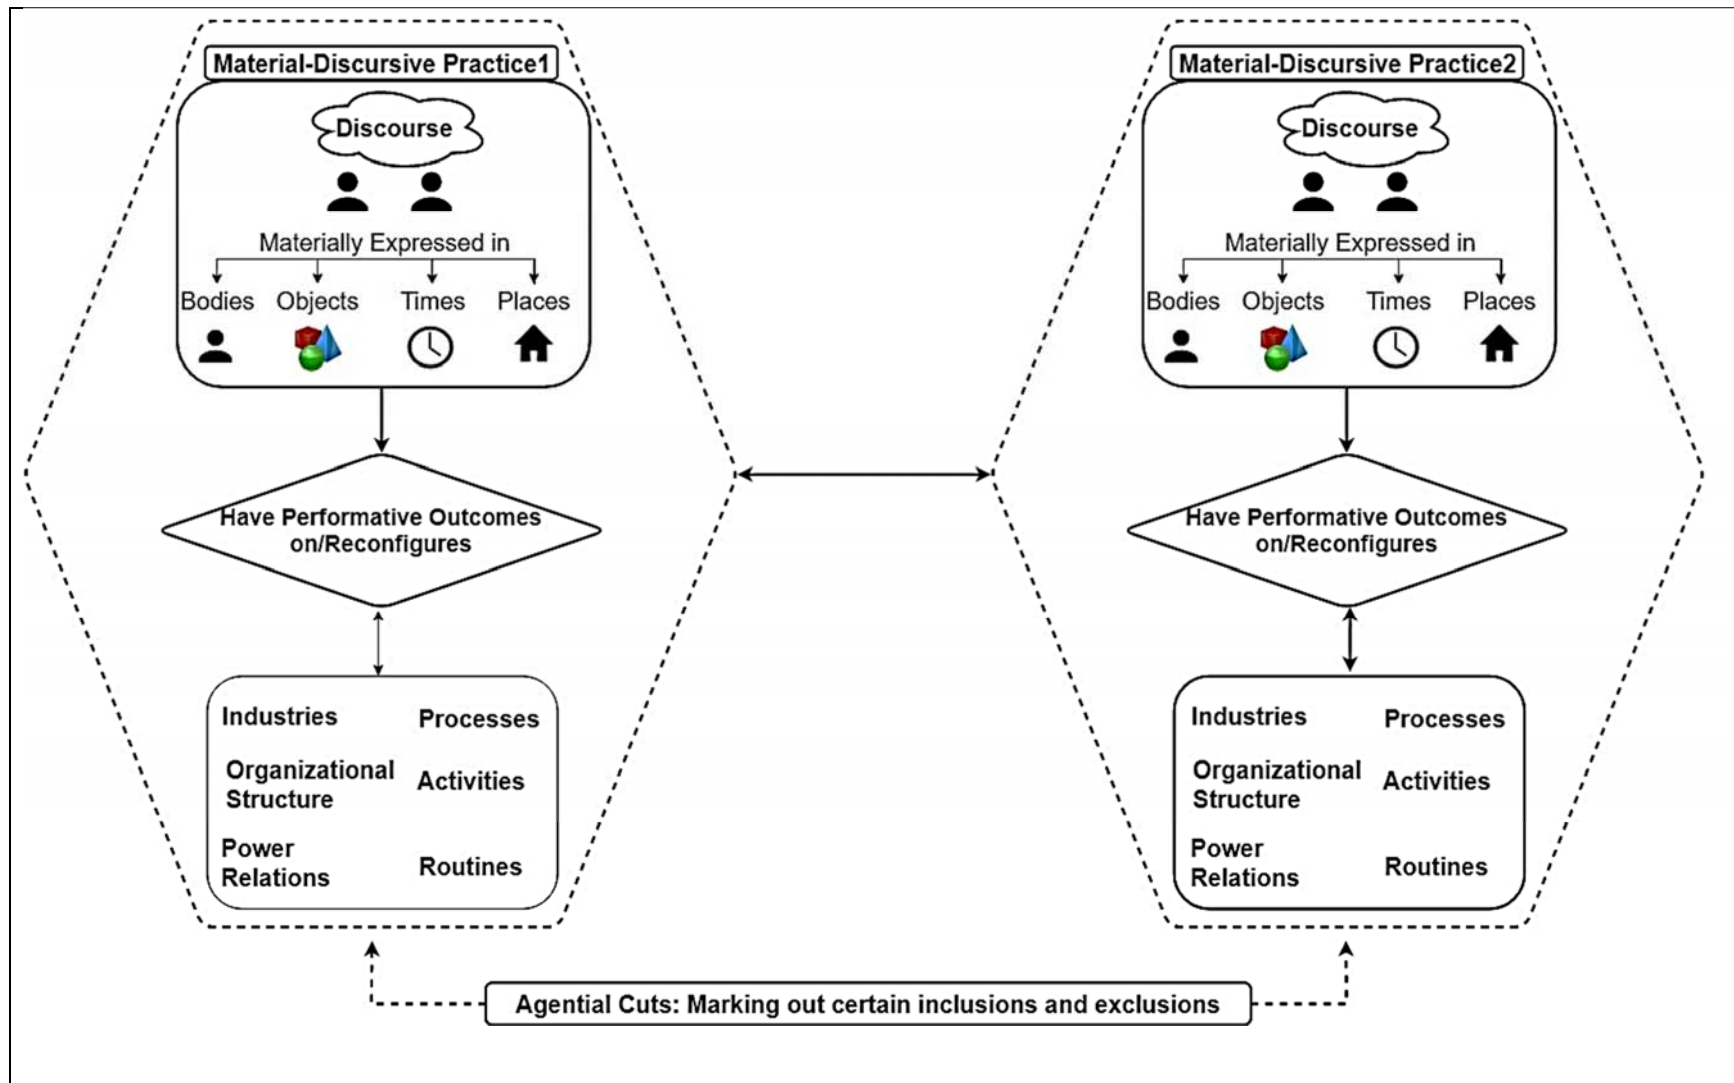 Material-Discursive Practice1
Discourse
Materially Expressed in
Bodies Objects Times Places
Have Performative Outcomes
on/Reconfigures
Industries Processes
Organizational
Structure
Activities
Power
Relations
Routines
Material-Discursive Practice2
Discourse
Materially Expressed in
Bodies Objects Times Places
Have Performative Outcomes
on/Reconfigures
Industries Processes
Organizational
Structure
Activities
Power
Relations
Routines
Agential Cuts: Marking out certain inclusions and exclusions